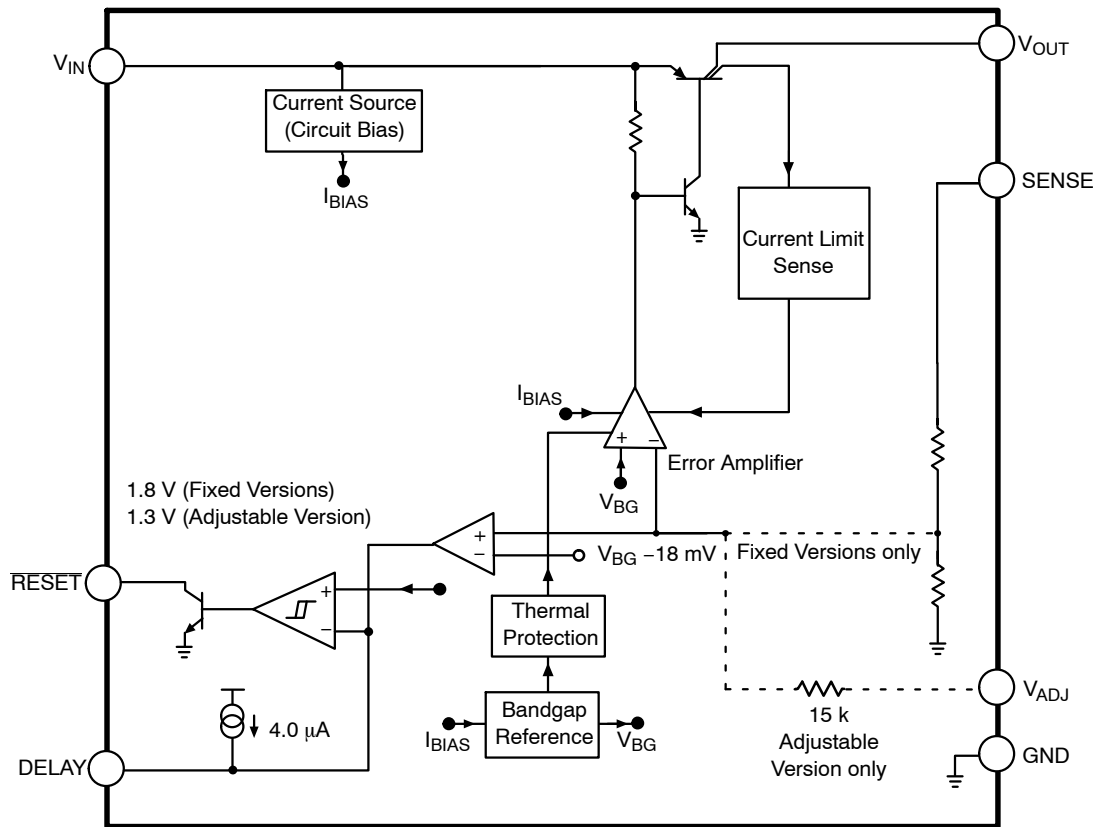 V_IN
V_OUT
Current Source
(Circuit Bias)
I_BIAS
SENSE
Current Limit
Sense
I_BIAS
+ −
Error Amplifier
V_BG
1.8 V (Fixed Versions)
1.3 V (Adjustable Version)
+
−
V_BG −18 mV
Fixed Versions only
RESET
+
−
Thermal
Protection
V_ADJ
15 k
Adjustable
Version only
4.0 μA
I_BIAS
Bandgap
Reference
V_BG
GND
DELAY